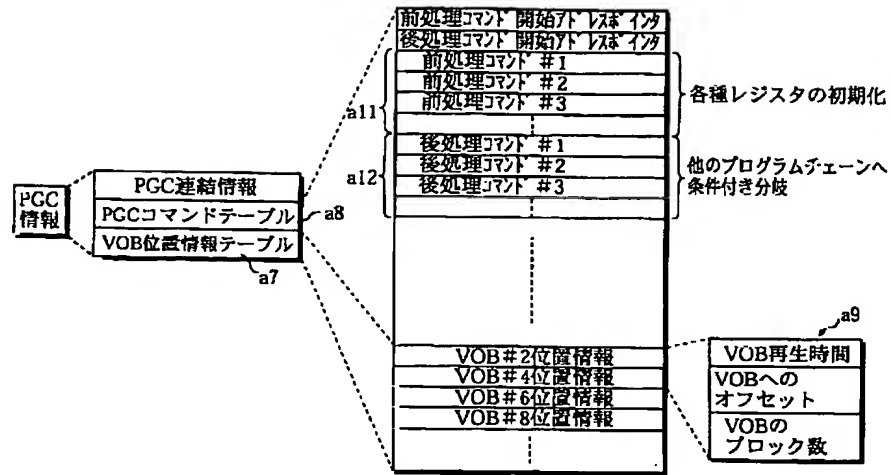 前処理コマンド開始アドレスポインタ
後処理コマンド開始アドレスポインタ
前処理コマンド #1
前処理コマンド #2
前処理コマンド #3
各種レジスタの初期化
a11
後処理コマンド #1
後処理コマンド #2
後処理コマンド #3
a12
他のプログラムチェーンへ
条件付き分岐
PGC
情報
PGC連結情報
PGCコマンドテーブル
a8
VOB位置情報テーブル
a7
VOB#2位置情報
VOB#4位置情報
VOB#6位置情報
VOB#8位置情報
a9
VOB再生時間
VOBへの
オフセット
VOBの
ブロック数